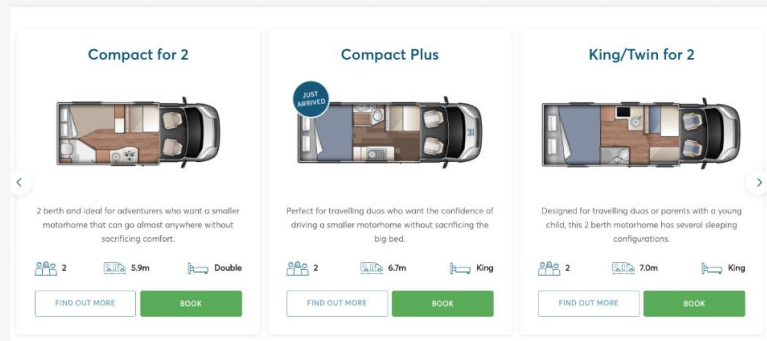 Compact for 2
2 berth and ideal for adventurers who want a smaller
motorhome that can go almost anywhere without
sacrificing comfort.
2 5.9m Double
FIND OUT MORE BOOK
Compact Plus
JUST
ARRIVED
Perfect for travelling duos who want the confidence of
driving a smaller motorhome without sacrificing the
big bed.
2 6.7m King
FIND OUT MORE BOOK
King/Twin for 2
Designed for travelling duos or parents with a young
child, this 2 berth motorhome has several sleeping
configurations.
2 7.0m King
FIND OUT MORE BOOK